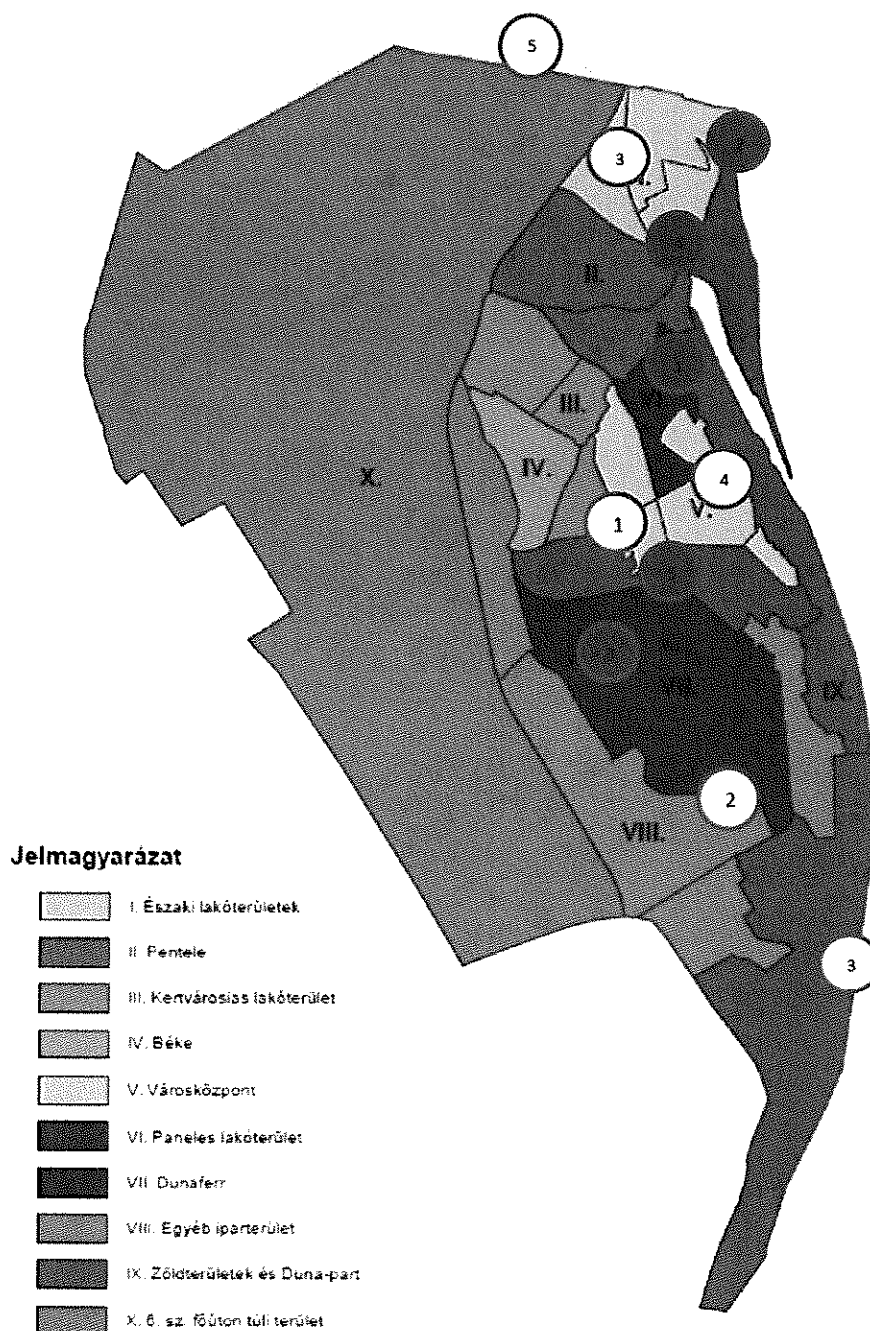 5
3
II.
III.
IV.
X.
4
V.
1
IX.
2
VIII.
3
Jelmagyarázat
I. Északi lakóterületek
II. Pentele
III. Kertvárosias lakóterület
IV. Béke
V. Városközpont
VI. Paneles lakóterület
VII. Dunaferr
VIII. Egyéb iparterület
IX. Zöldterületek és Duna-part
X. 6. sz. főúton túli terület